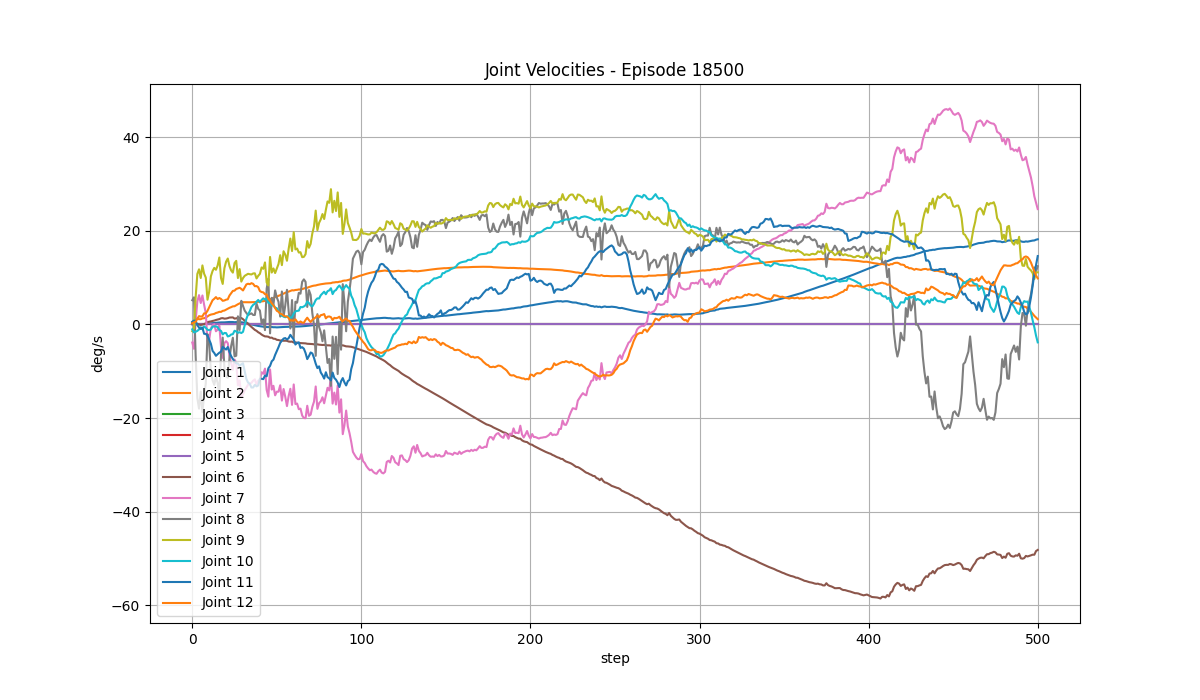 Joint Velocities - Episode 18500
40
20
0
−20
−40
−60
deg/s
Joint 1
Joint 2
Joint 3
Joint 4
Joint 5
Joint 6
Joint 7
Joint 8
Joint 9
Joint 10
Joint 11
Joint 12
0
100
200
300
400
500
step